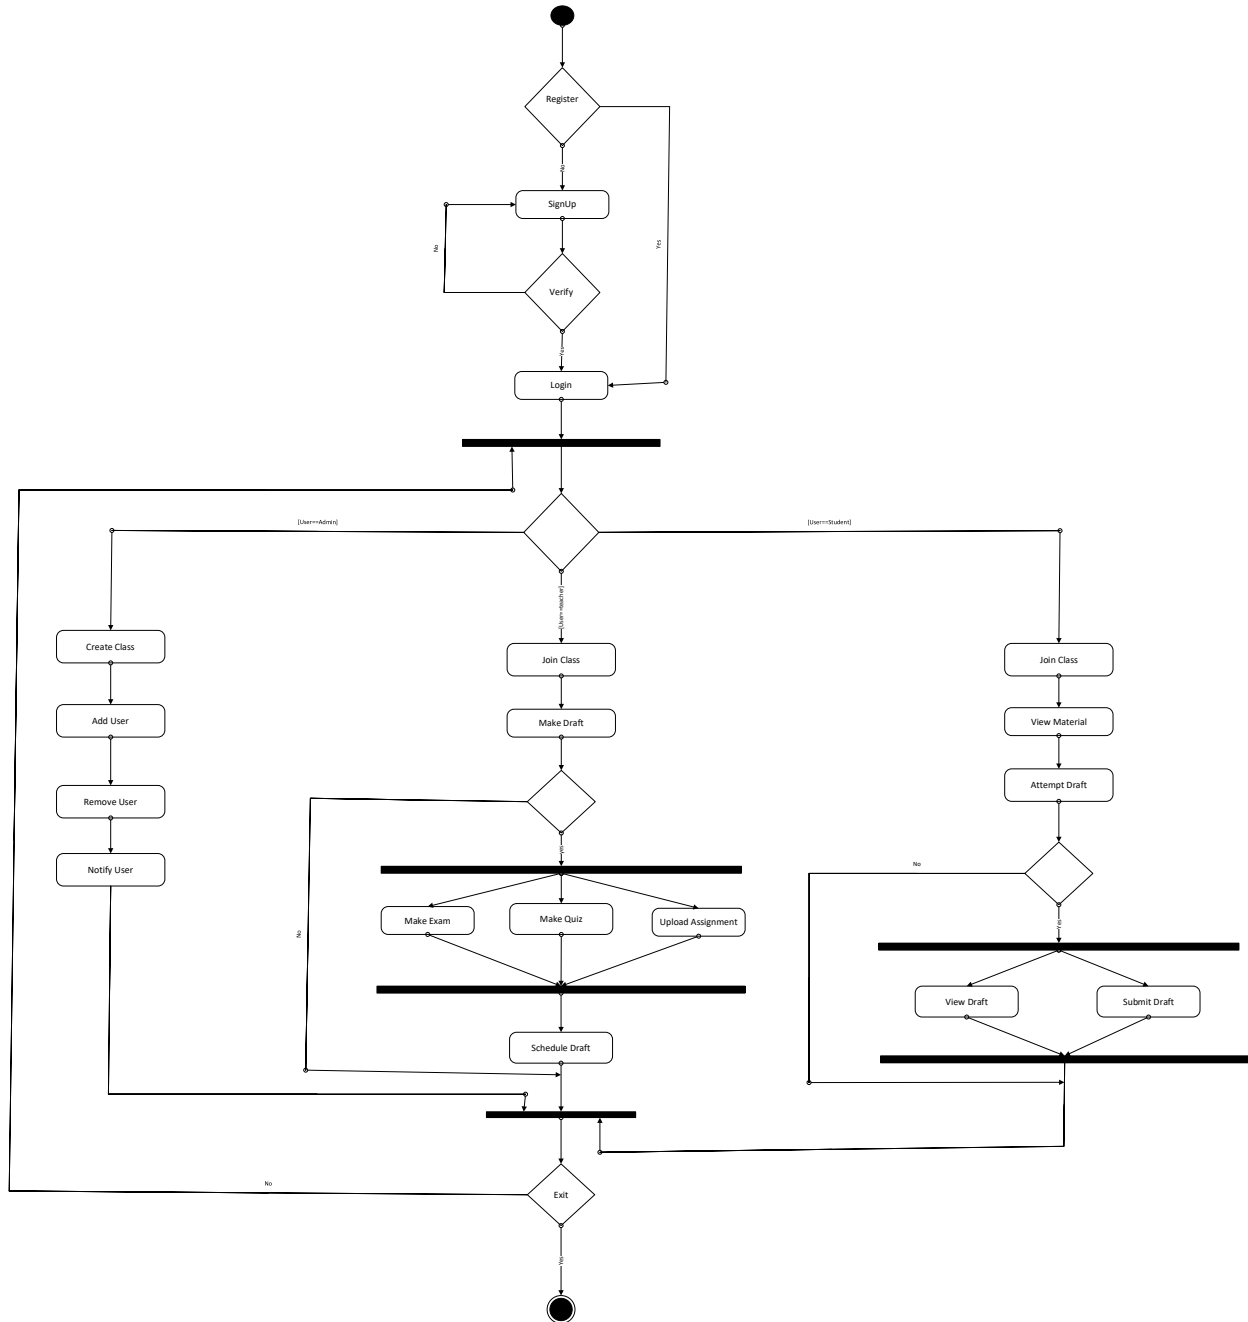 Register
No
SignUp
No
Yes
Verify
Yes
Login
[User==Admin]
[User==Student]
[User==teacher]
Create Class
Join Class
Join Class
Add User
Make Draft
View Material
Remove User
Attempt Draft
yes
Notify User
No
Make Exam
Make Quiz
Upload Assignment
No
Yes
View Draft
Submit Draft
Schedule Draft
No
Exit
Yes